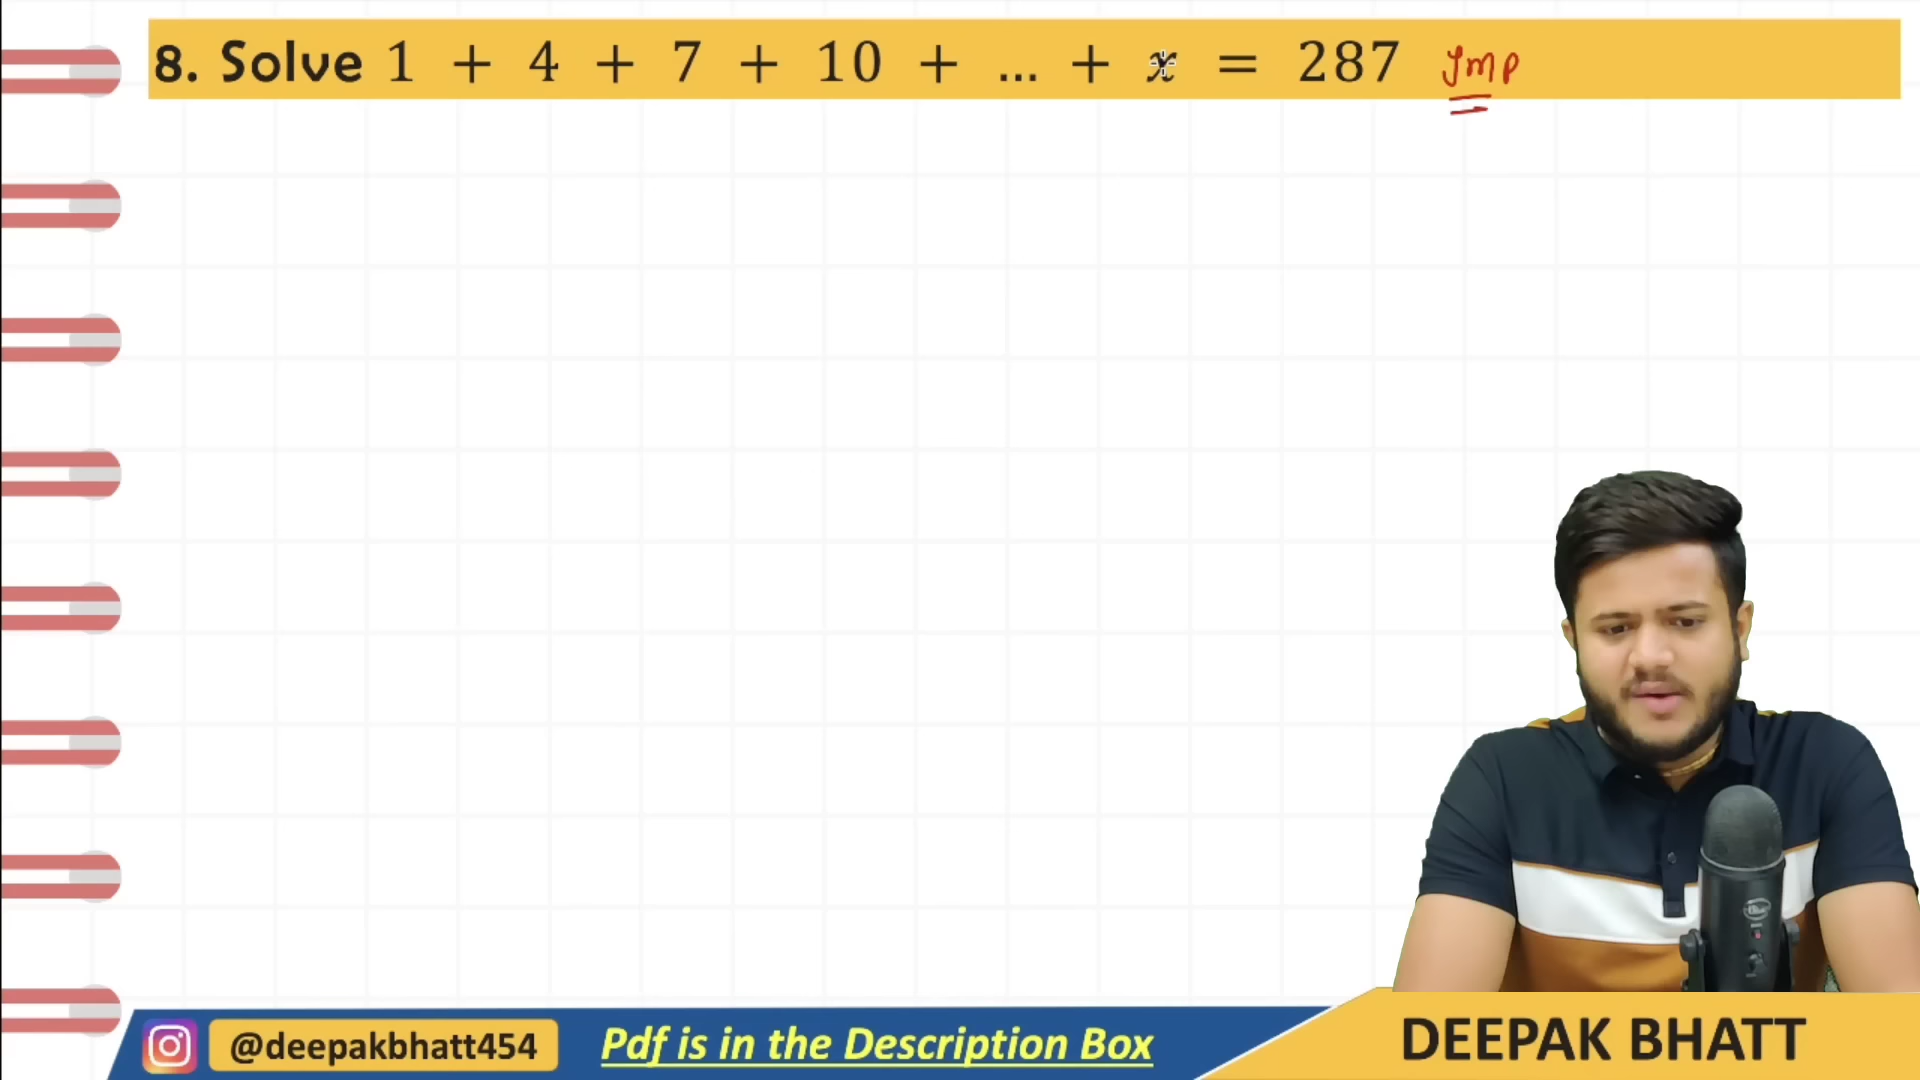 8. Solve 1 + 4 + 7 + 10 + ... + x = 287 Imp
@deepakbhatt454
Pdf is in the Description Box
DEEPAK BHATT